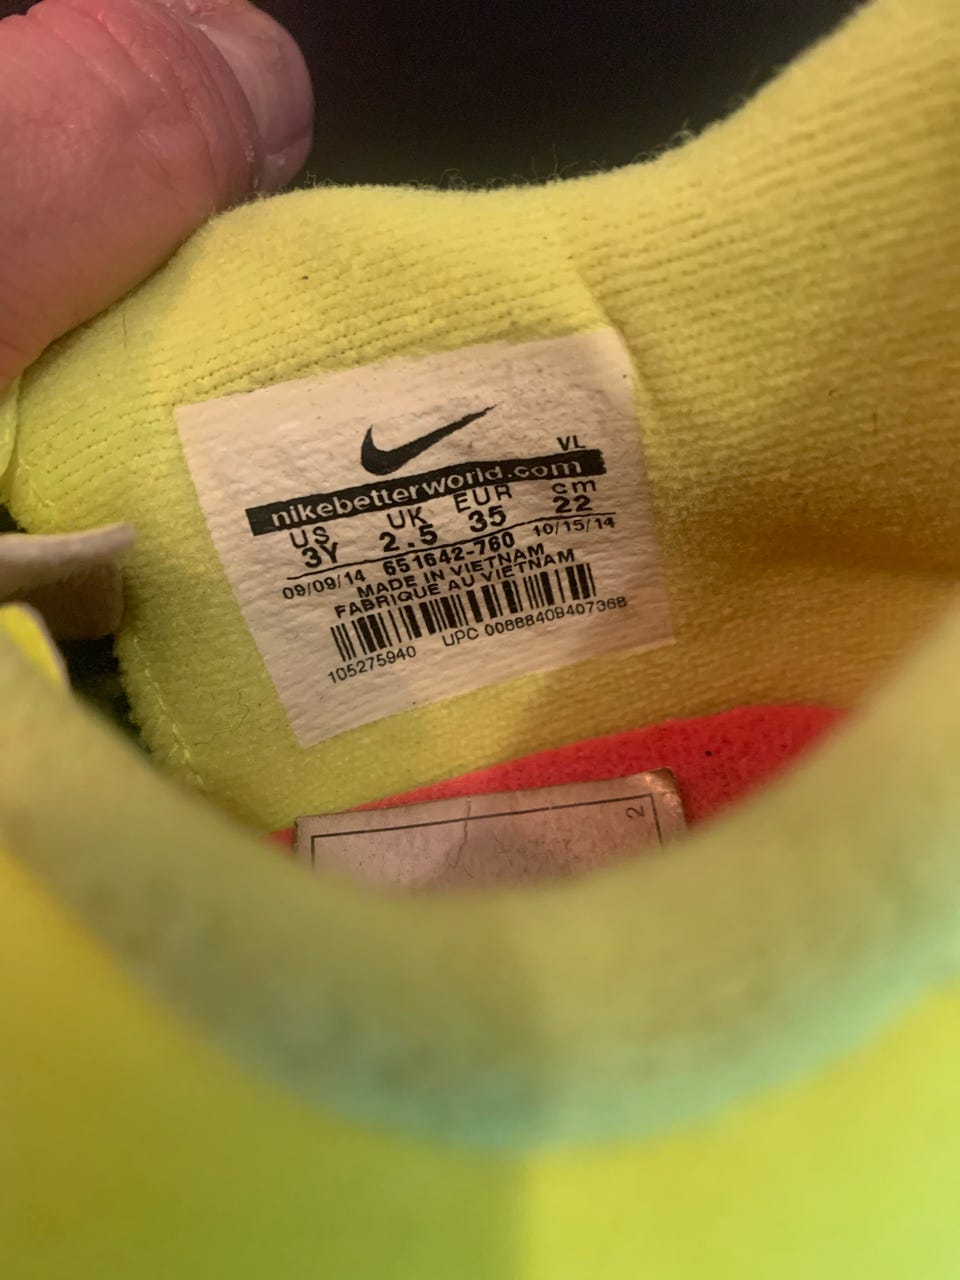 VL
nikebetterworld.com
US UK EUR cm
3Y 2.5 35 22
09/09/14 651642-760 10/15/14
MADE IN VIETNAM
FABRIQUE AU VIETNAM
105275940 UPC 00888409407368
2